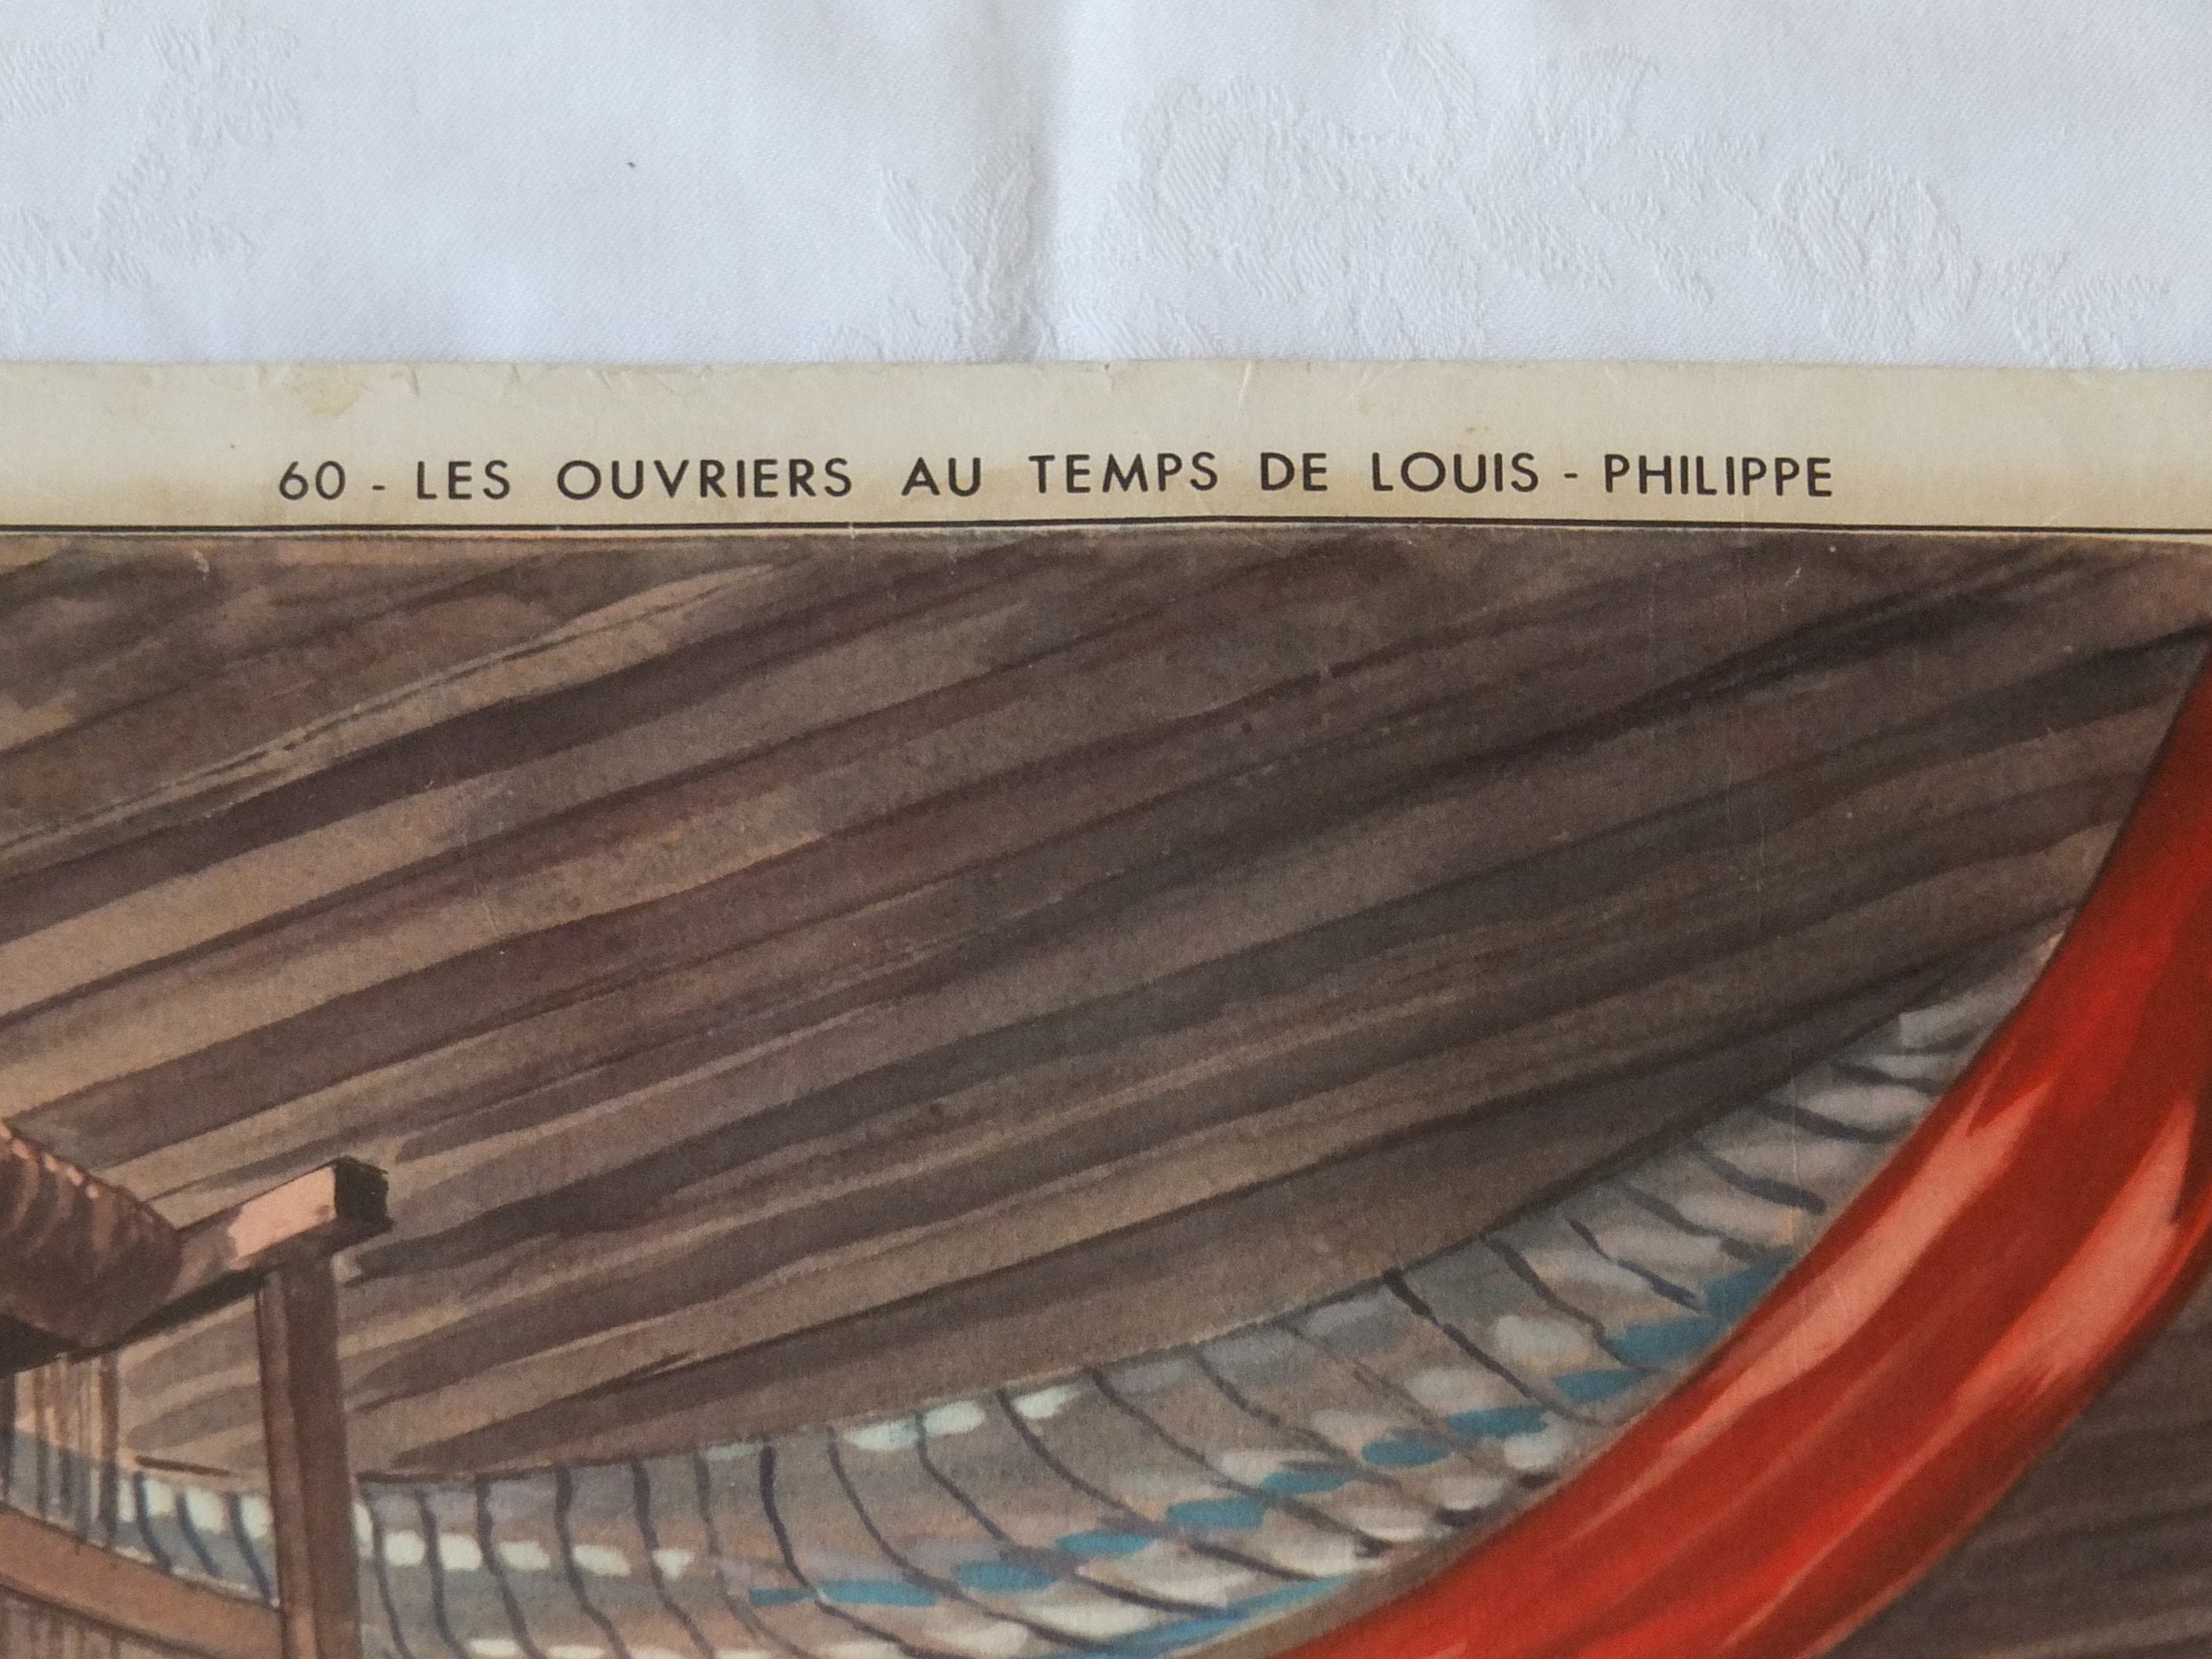 60 - LES OUVRIERS AU TEMPS DE LOUIS - PHILIPPE